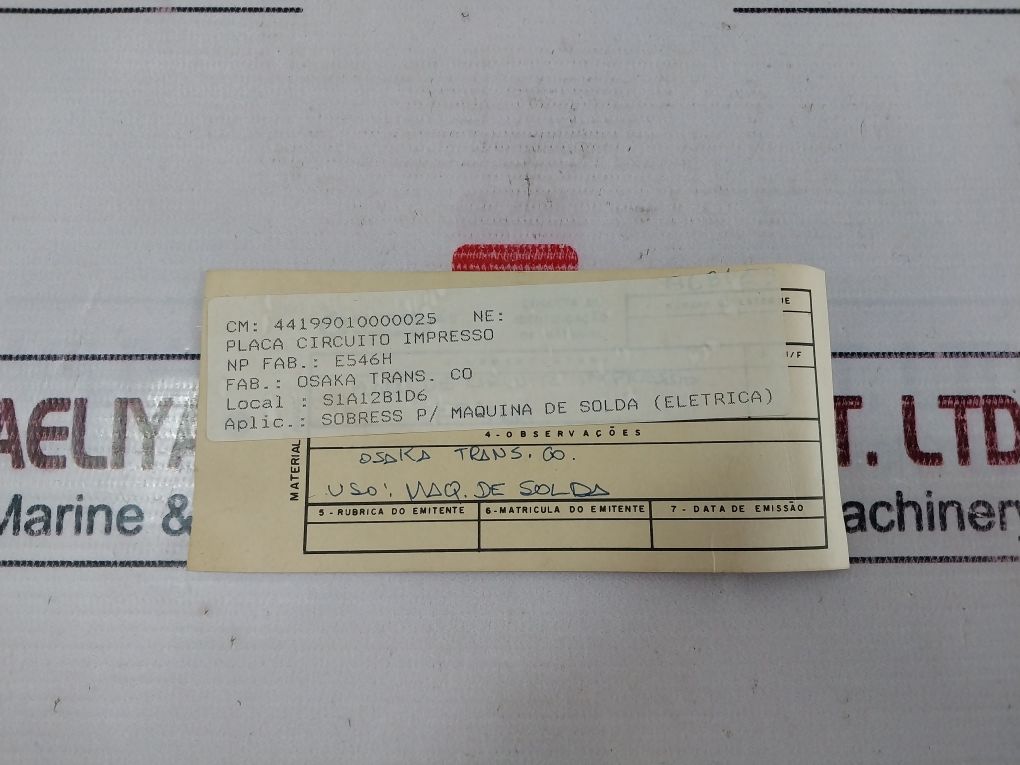 CM: 44199010000025 NE:
PLACA CIRCUITO IMPRESSO
NP FAB.: E546H
FAB.: OSAKA TRANS. CO
Local : S1A12B1D6
Aplic.: SOBRESS P/ MAQUINA DE SOLDA (ELETRICA)
4-OBSERVAÇÕES
OSAKA TRANS. CO.
USO: MAQ. DE SOLDA
MATERIAL
5 - RUBRICA DO EMITENTE 6-MATRICULA DO EMITENTE 7 - DATA DE EMISSÃO
AELIYA T. LTD
Marine & achinery